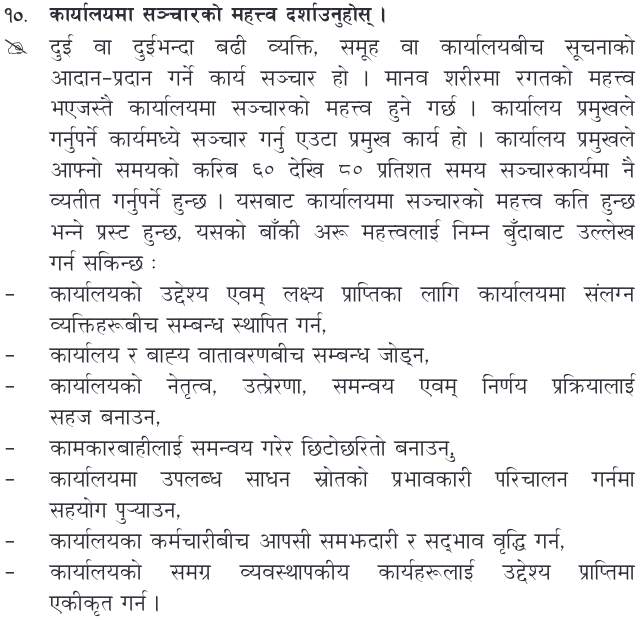 १०. कार्यालयमा सञ्चारको महत्त्व दर्शाउनुहोस् ।
दुई वा दुईभन्दा बढी व्यक्ति, समूह वा कार्यालयबीच सूचनाको
आदान–प्रदान गर्ने कार्य सञ्चार हो । मानव शरीरमा रगतको महत्त्व
भएजस्तै कार्यालयमा सञ्चारको महत्त्व हुने गर्छ । कार्यालय प्रमुखले
गर्नुपर्ने कार्यमध्ये सञ्चार गर्नु एउटा प्रमुख कार्य हो । कार्यालय प्रमुखले
आफ्नो समयको करिब ६० देखि ८० प्रतिशत समय सञ्चारकार्यमा नै
व्यतीत गर्नुपर्ने हुन्छ । यसबाट कार्यालयमा सञ्चारको महत्त्व कति हुन्छ
भन्ने प्रस्ट हुन्छ, यसको बाँकी अरू महत्त्वलाई निम्न बुँदाबाट उल्लेख
गर्न सकिन्छ :
– कार्यालयको उद्देश्य एवम् लक्ष्य प्राप्तिका लागि कार्यालयमा संलग्न
व्यक्तिहरूबीच सम्बन्ध स्थापित गर्न,
– कार्यालय र बाह्य वातावरणबीच सम्बन्ध जोड्न,
– कार्यालयको नेतृत्व, उत्प्रेरणा, समन्वय एवम् निर्णय प्रक्रियालाई
सहज बनाउन,
– कामकारबाहीलाई समन्वय गरेर छिटोछरितो बनाउनु,
– कार्यालयमा उपलब्ध साधन स्रोतको प्रभावकारी परिचालन गर्नमा
सहयोग पुऱ्याउन,
– कार्यालयका कर्मचारीबीच आपसी समझदारी र सद्भाव वृद्धि गर्न,
– कार्यालयको समग्र व्यवस्थापकीय कार्यहरूलाई उद्देश्य प्राप्तिमा
एकीकृत गर्न ।